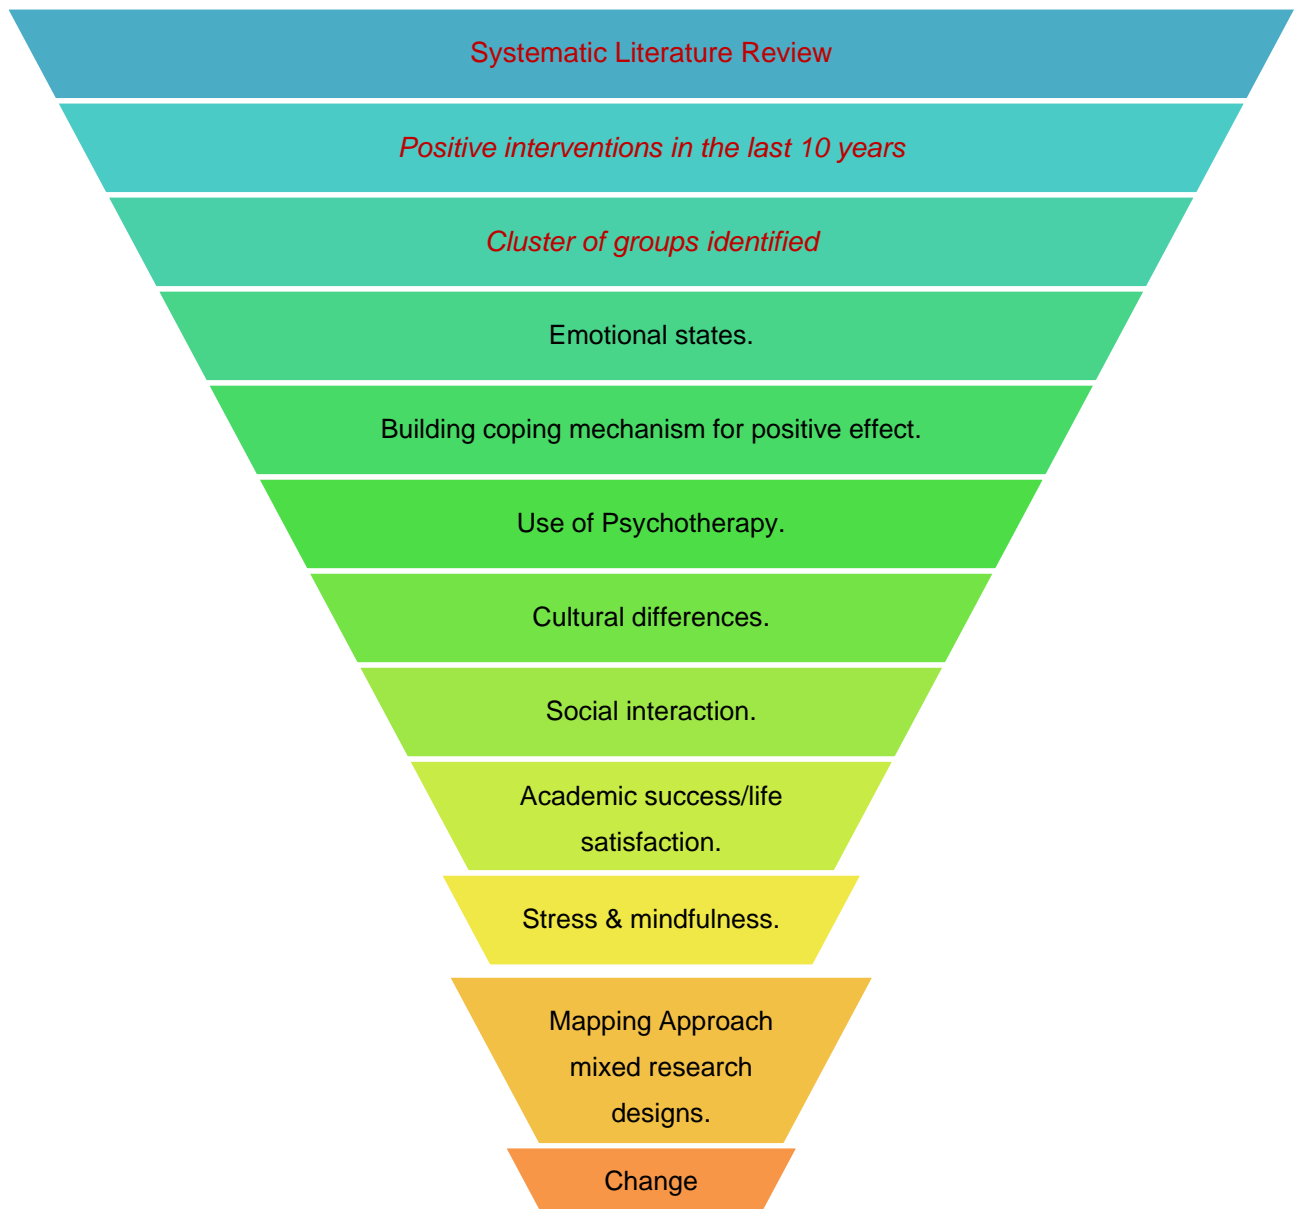 Systematic Literature Review
Positive interventions in the last 10 years
Cluster of groups identified
Emotional states.
Building coping mechanism for positive effect.
Use of Psychotherapy.
Cultural differences.
Social interaction.
Academic success/life
satisfaction.
Stress & mindfulness.
Mapping Approach
mixed research
designs.
Change